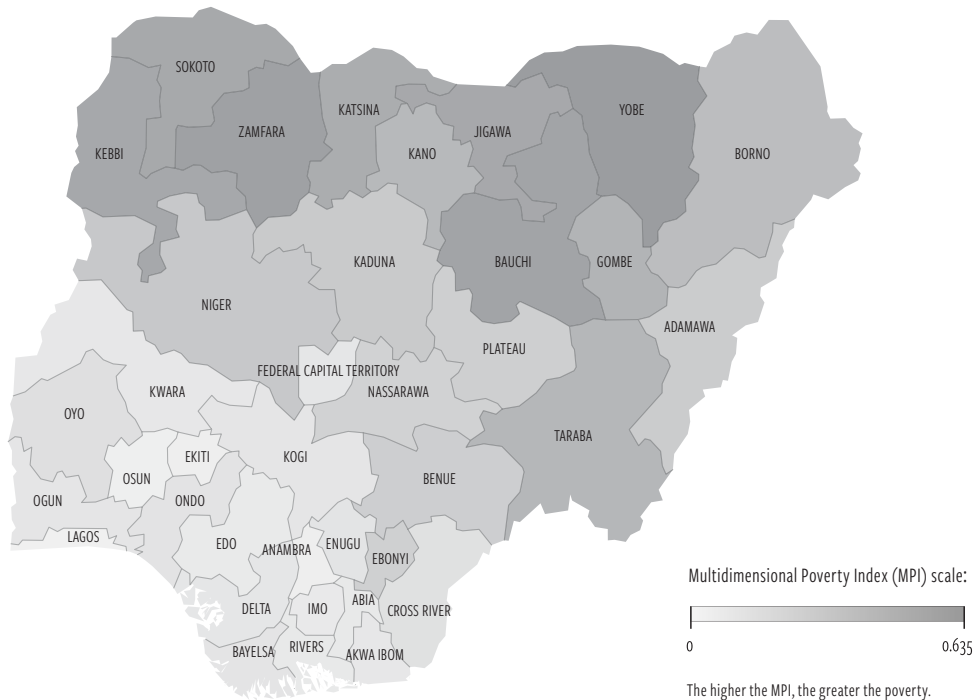 SOKOTO
KATSINA
YOBE
ZAMFARA
JIGAWA
KEBBI
KANO
BORNO
KADUNA
BAUCHI
GOMBE
NIGER
ADAMAWA
PLATEAU
FEDERAL CAPITAL TERRITORY
KWARA
NASSARAWA
OYO
TARABA
EKITI
KOGI
OSUN
BENUE
OGUN
ONDO
LAGOS
EDO
ANAMBRA
ENUGU
EBONYI
DELTA
IMO
ABIA
CROSS RIVER
BAYELSA
RIVERS
AKWA IBOM
Multidimensional Poverty Index (MPI) scale:
0 0.635
The higher the MPI, the greater the poverty.